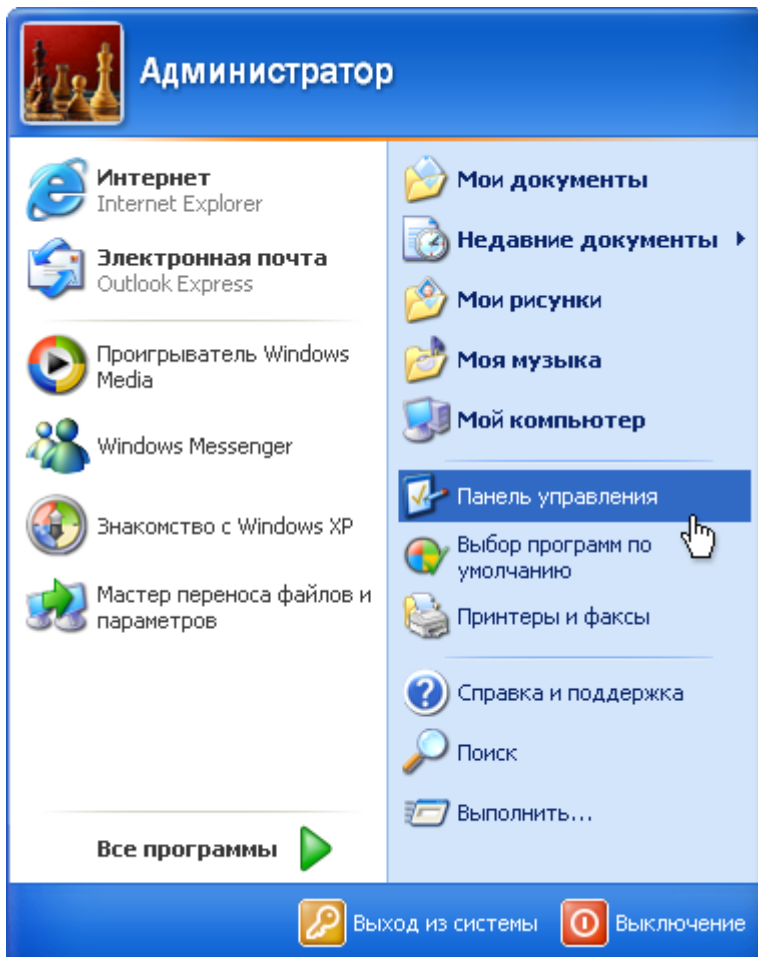 Администратор
Интернет
Internet Explorer
Электронная почта
Outlook Express
Проигрыватель Windows
Media
Windows Messenger
Знакомство с Windows XP
Мастер переноса файлов и
параметров
Все программы
Мои документы
Недавние документы
Мои рисунки
Моя музыка
Мой компьютер
Панель управления
Выбор программ по
умолчанию
Принтеры и факсы
Справка и поддержка
Поиск
Выполнить...
Выход из системы
Выключение